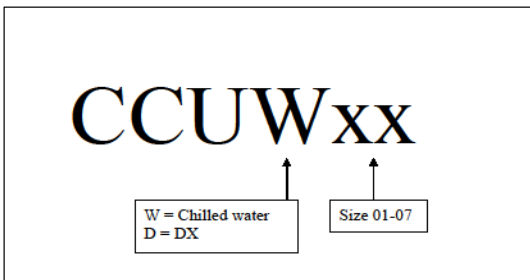 CCUWxx
W = Chilled water
D = DX
Size 01-07